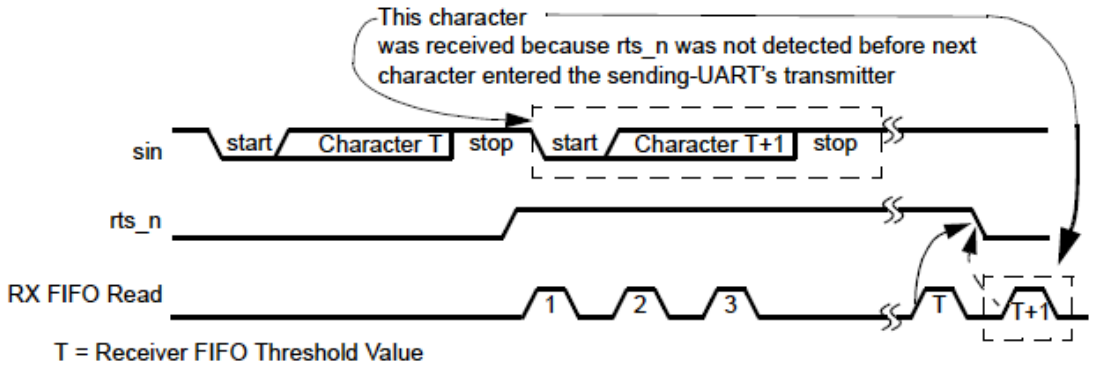 This character
was received because rts_n was not detected before next
character entered the sending-UART's transmitter
sin
start
Character T
stop
start
Character T+1
stop
rts_n
RX FIFO Read
1
2
3
T
T+1
T = Receiver FIFO Threshold Value